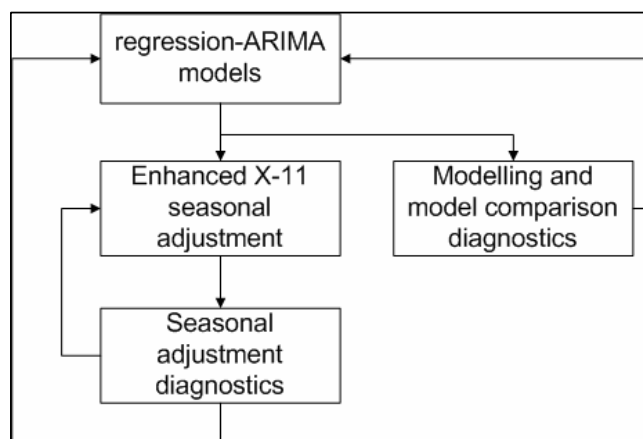 regression-ARIMA
models
Enhanced X-11
seasonal
adjustment
Modelling and
model comparison
diagnostics
Seasonal
adjustment
diagnostics